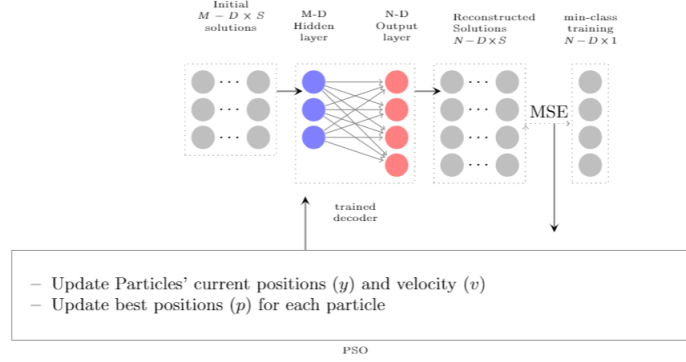 Initial
M − D × S
solutions
M-D
Hidden
layer
N-D
Output
layer
Reconstructed
Solutions
N − D × S
min-class
training
N − D × 1
MSE
trained
decoder
– Update Particles' current positions (y) and velocity (v)
– Update best positions (p) for each particle
PSO